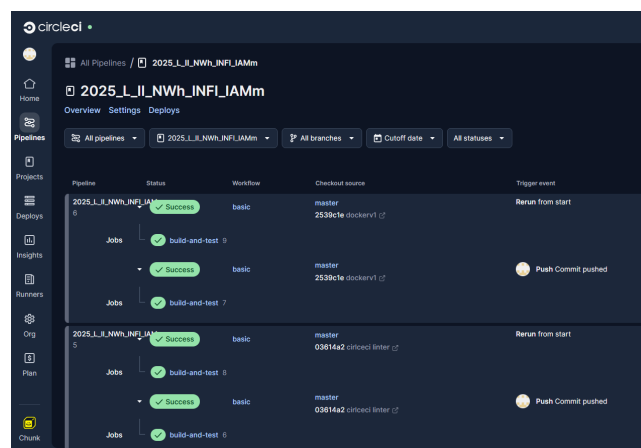 circleci
All Pipelines / 2025_L_II_NWh_INFI_IAMm
2025_L_II_NWh_INFI_IAMm
Overview Settings Deploys
All pipelines 2025_L_II_NWh_INFI_IAMm All branches Cutoff date All statuses
Home
Pipelines
Projects
Deploys
Insights
Runners
Org
Plan
Chunk
Pipeline Status Workflow Checkout source Trigger event
2025_L_II_NWh_INFI_IAMm Success basic master Rerun from start
6 2539c1e dockerv1
Jobs build-and-test 9
Success basic master Push Commit pushed
2539c1e dockerv1
Jobs build-and-test 7
2025_L_II_NWh_INFI_IAMm Success basic master Rerun from start
5 03614a2 cirlceci linter
Jobs build-and-test 8
Success basic master Push Commit pushed
03614a2 cirlceci linter
Jobs build-and-test 6